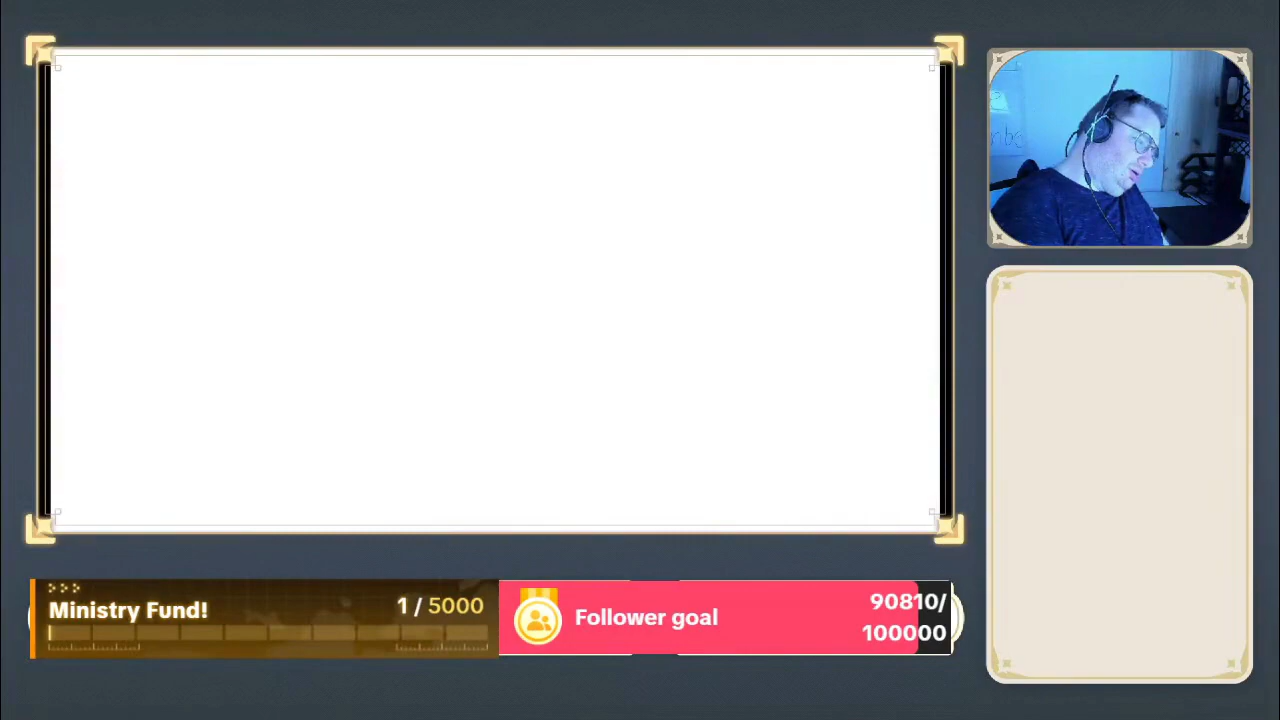 Ministry Fund!
1 / 5000
Follower goal
90810/
100000